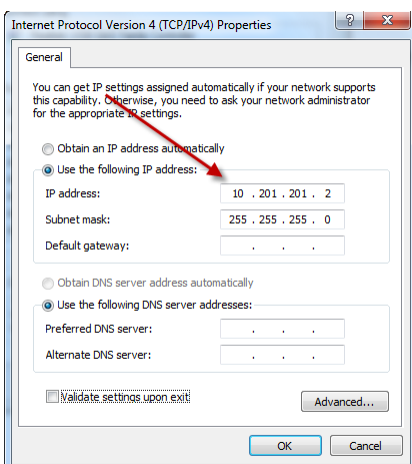 Internet Protocol Version 4 (TCP/IPv4) Properties
General
You can get IP settings assigned automatically if your network supports
this capability. Otherwise, you need to ask your network administrator
for the appropriate IP settings.
Obtain an IP address automatically
Use the following IP address:
IP address: 10 . 201 . 201 . 2
Subnet mask: 255 . 255 . 255 . 0
Default gateway: . . .
Obtain DNS server address automatically
Use the following DNS server addresses:
Preferred DNS server: . . .
Alternate DNS server: . . .
Validate settings upon exit
Advanced...
OK Cancel